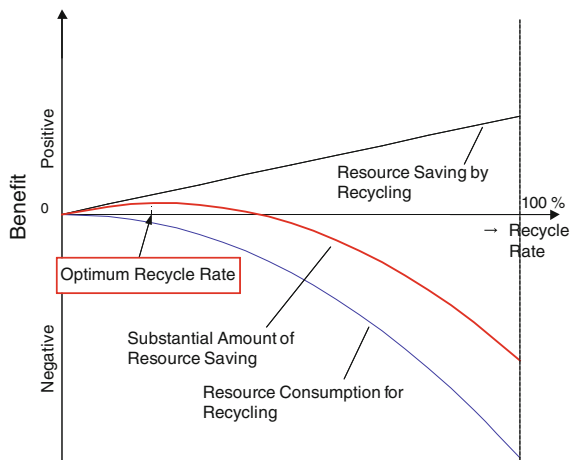 Benefit
Positive
0
Negative
Resource Saving by
Recycling
100 %
→ Recycle
Rate
Optimum Recycle Rate
Substantial Amount of
Resource Saving
Resource Consumption for
Recycling